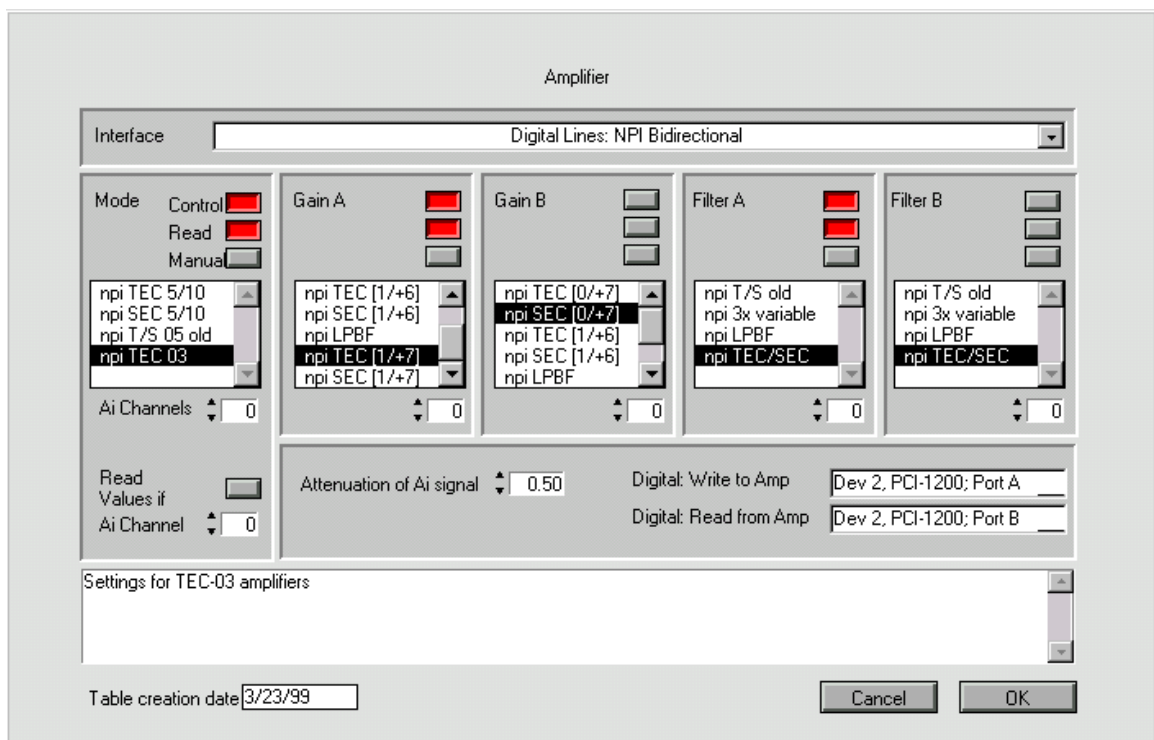 Amplifier
Interface Digital Lines: NPI Bidirectional
Mode Control Gain A Gain B Filter A Filter B
Read
Manual
npi TEC 5/10 npi TEC [1/+6] npi TEC [0/+7] npi T/S old npi T/S old
npi SEC 5/10 npi SEC [1/+6] npi SEC [0/+7] npi 3x variable npi 3x variable
npi T/S 05 old npi LPBF npi TEC [1/+6] npi LPBF npi LPBF
npi TEC 03 npi TEC [1/+7] npi SEC [1/+6] npi TEC/SEC npi TEC/SEC
npi SEC [1/+7] npi LPBF
Ai Channels 0 0 0 0 0
Read
Values if
Ai Channel 0
Attenuation of Ai signal 0.50 Digital: Write to Amp Dev 2, PCI-1200; Port A
Digital: Read from Amp Dev 2, PCI-1200; Port B
Settings for TEC-03 amplifiers
Table creation date 3/23/99 Cancel OK